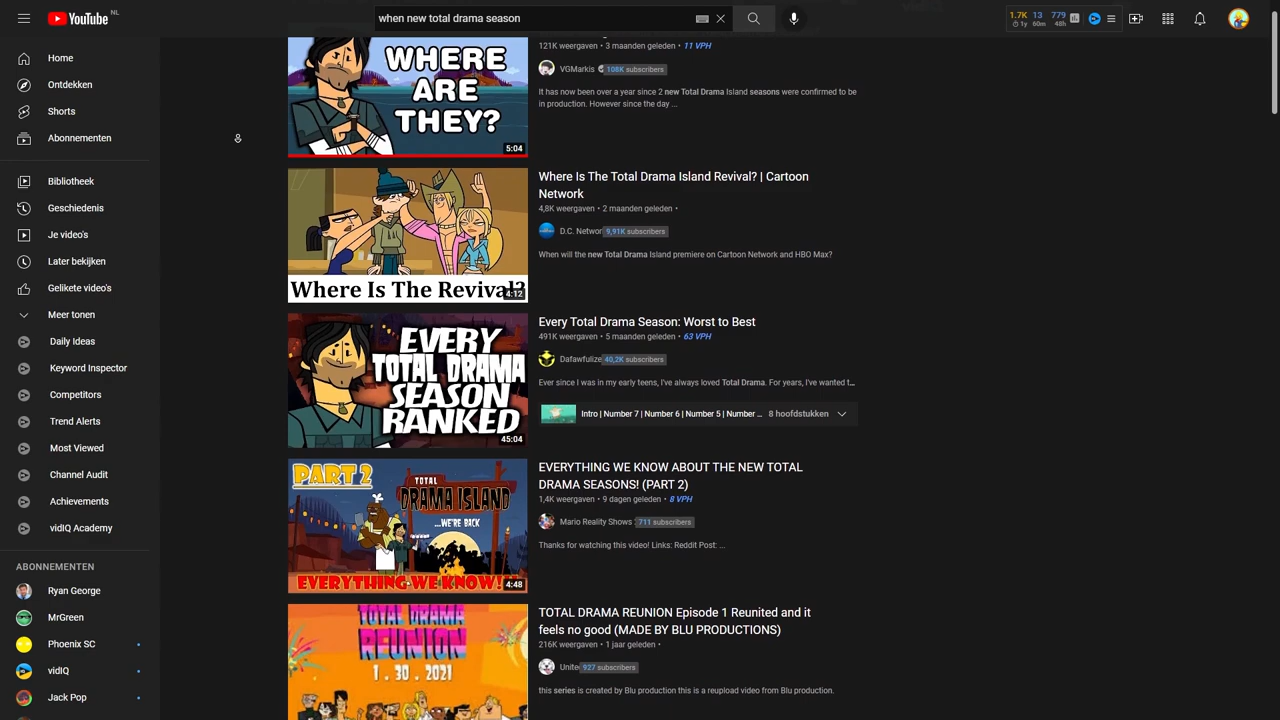 YouTube NL
when new total drama season
1.7K 13 779
1y 60m 48h
Home
Ontdekken
Shorts
Abonnementen
Bibliotheek
Geschiedenis
Je video's
Later bekijken
Gelikete video's
Meer tonen
Daily Ideas
Keyword Inspector
Competitors
Trend Alerts
Most Viewed
Channel Audit
Achievements
vidIQ Academy
ABONNEMENTEN
Ryan George
MrGreen
Phoenix SC
vidIQ
Jack Pop
WHERE
ARE
THEY?
5:04
121K weergaven • 3 maanden geleden • 11 VPH
VGMarkis 108K subscribers
It has now been over a year since 2 new Total Drama Island seasons were confirmed to be
in production. However since the day ...
Where Is The Revival?
4:12
Where Is The Total Drama Island Revival? | Cartoon
Network
4,8K weergaven • 2 maanden geleden •
D.C. Networ 9,91K subscribers
When will the new Total Drama Island premiere on Cartoon Network and HBO Max?
EVERY
TOTAL DRAMA
SEASON
RANKED
45:04
Every Total Drama Season: Worst to Best
491K weergaven • 5 maanden geleden • 63 VPH
Dafawfulize 40,2K subscribers
Ever since I was in my early teens, I've always loved Total Drama. For years, I've wanted t...
Intro | Number 7 | Number 6 | Number 5 | Number ... 8 hoofdstukken
PART 2
TOTAL
DRAMA ISLAND
...WE'RE BACK
EVERYTHING WE KNOW!
4:48
EVERYTHING WE KNOW ABOUT THE NEW TOTAL
DRAMA SEASONS! (PART 2)
1,4K weergaven • 9 dagen geleden • 8 VPH
Mario Reality Shows 711 subscribers
Thanks for watching this video! Links: Reddit Post: ...
TOTAL DRAMA
REUNION
1 . 30 . 2021
TOTAL DRAMA REUNION Episode 1 Reunited and it
feels no good (MADE BY BLU PRODUCTIONS)
216K weergaven • 1 jaar geleden •
Unite 927 subscribers
this series is created by Blu production this is a reupload video from Blu production.